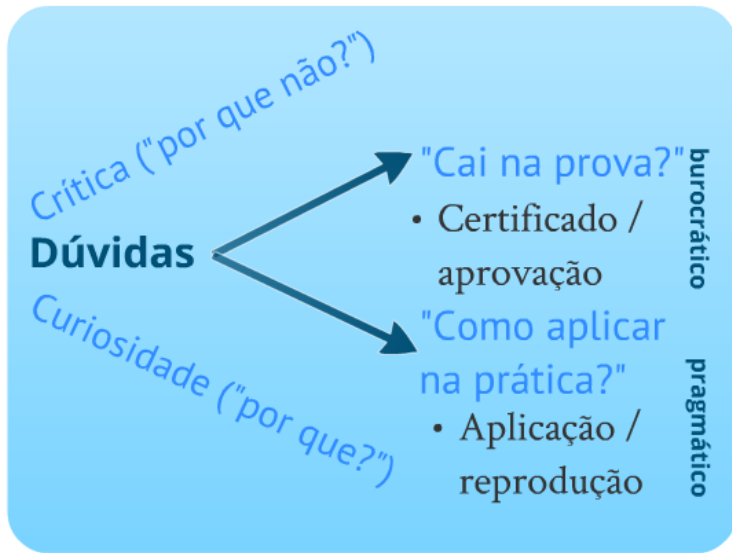 Crítica ("por que não?")
Dúvidas
Curiosidade ("por que?")
"Cai na prova?"
• Certificado /
aprovação
burocrático
"Como aplicar
na prática?"
• Aplicação /
reprodução
pragmático